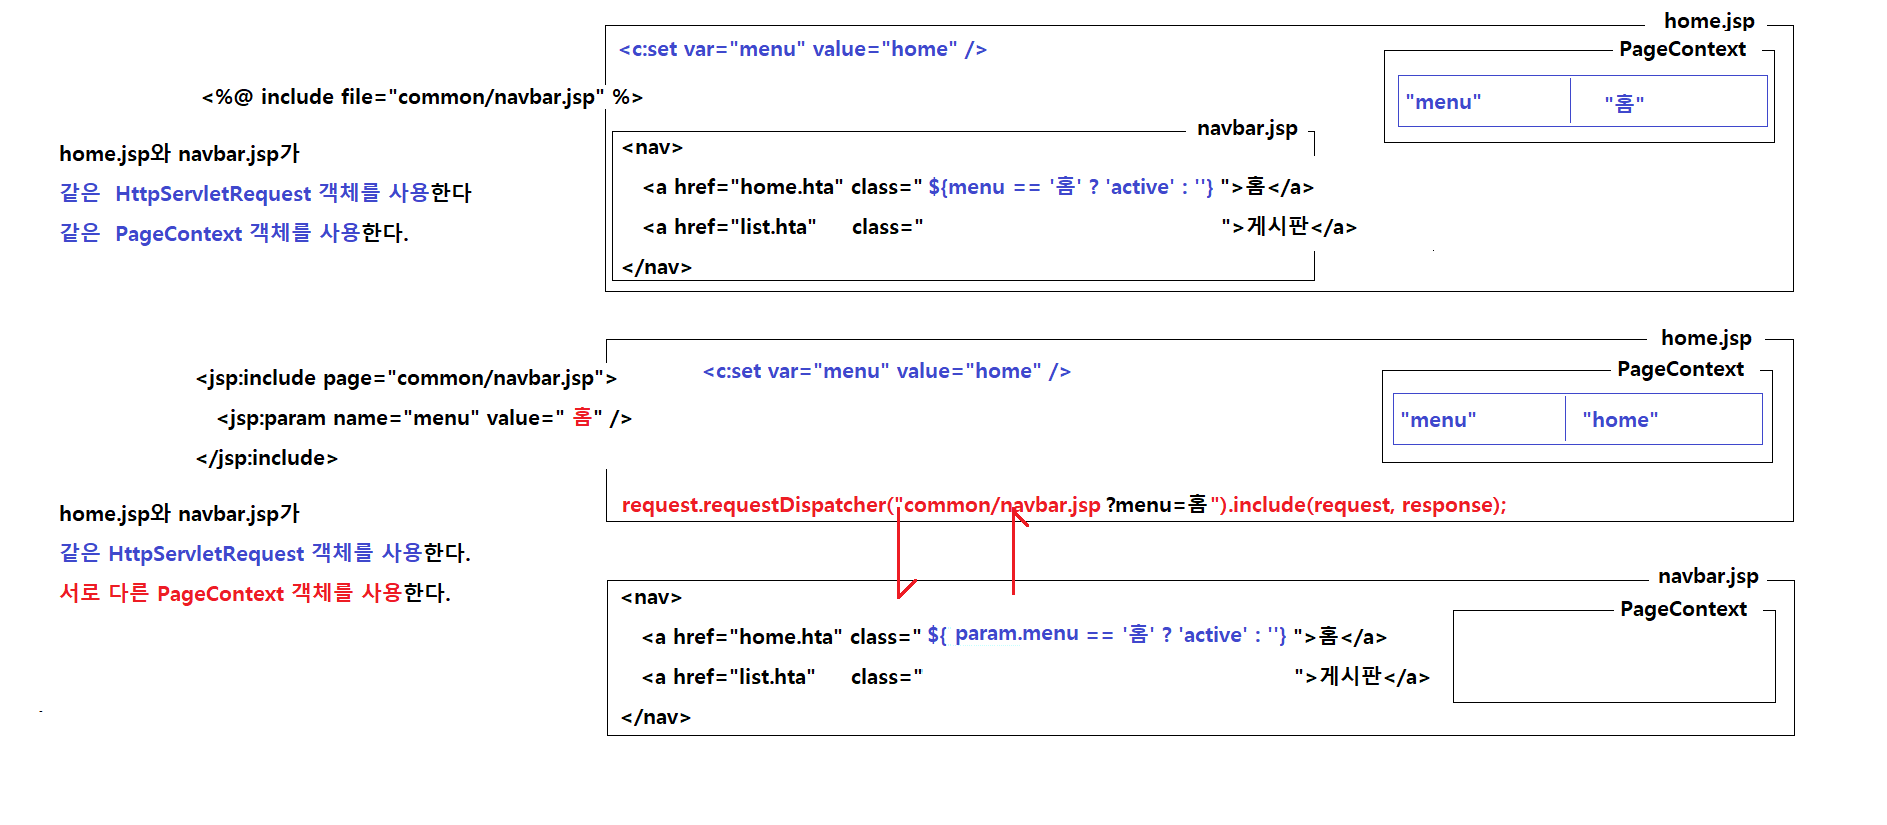 home.jsp
<c:set var="menu" value="home" />
PageContext
"menu" "홈"
<%@ include file="common/navbar.jsp" %>
navbar.jsp
home.jsp와 navbar.jsp가
같은 HttpServletRequest 객체를 사용한다
같은 PageContext 객체를 사용한다.
<nav>
<a href="home.hta" class=" ${menu == '홈' ? 'active' : ''} ">홈</a>
<a href="list.hta" class=" ">게시판</a>
</nav>
home.jsp
<jsp:include page="common/navbar.jsp">
<jsp:param name="menu" value=" 홈" />
</jsp:include>
<c:set var="menu" value="home" />
PageContext
"menu" "home"
home.jsp와 navbar.jsp가
같은 HttpServletRequest 객체를 사용한다.
서로 다른 PageContext 객체를 사용한다.
request.requestDispatcher("common/navbar.jsp ?menu=홈 ").include(request, response);
navbar.jsp
PageContext
<nav>
<a href="home.hta" class=" ${ param.menu == '홈' ? 'active' : ''} ">홈</a>
<a href="list.hta" class=" ">게시판</a>
</nav>